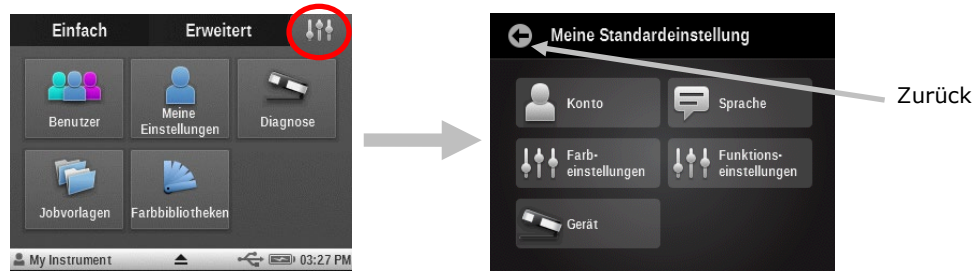 Einfach
Erweitert
Benutzer
Meine
Einstellungen
Diagnose
Jobvorlagen
Farbbibliotheken
My Instrument
03:27 PM
Meine Standardeinstellung
Konto
Sprache
Farb-
einstellungen
Funktions-
einstellungen
Gerät
Zurück